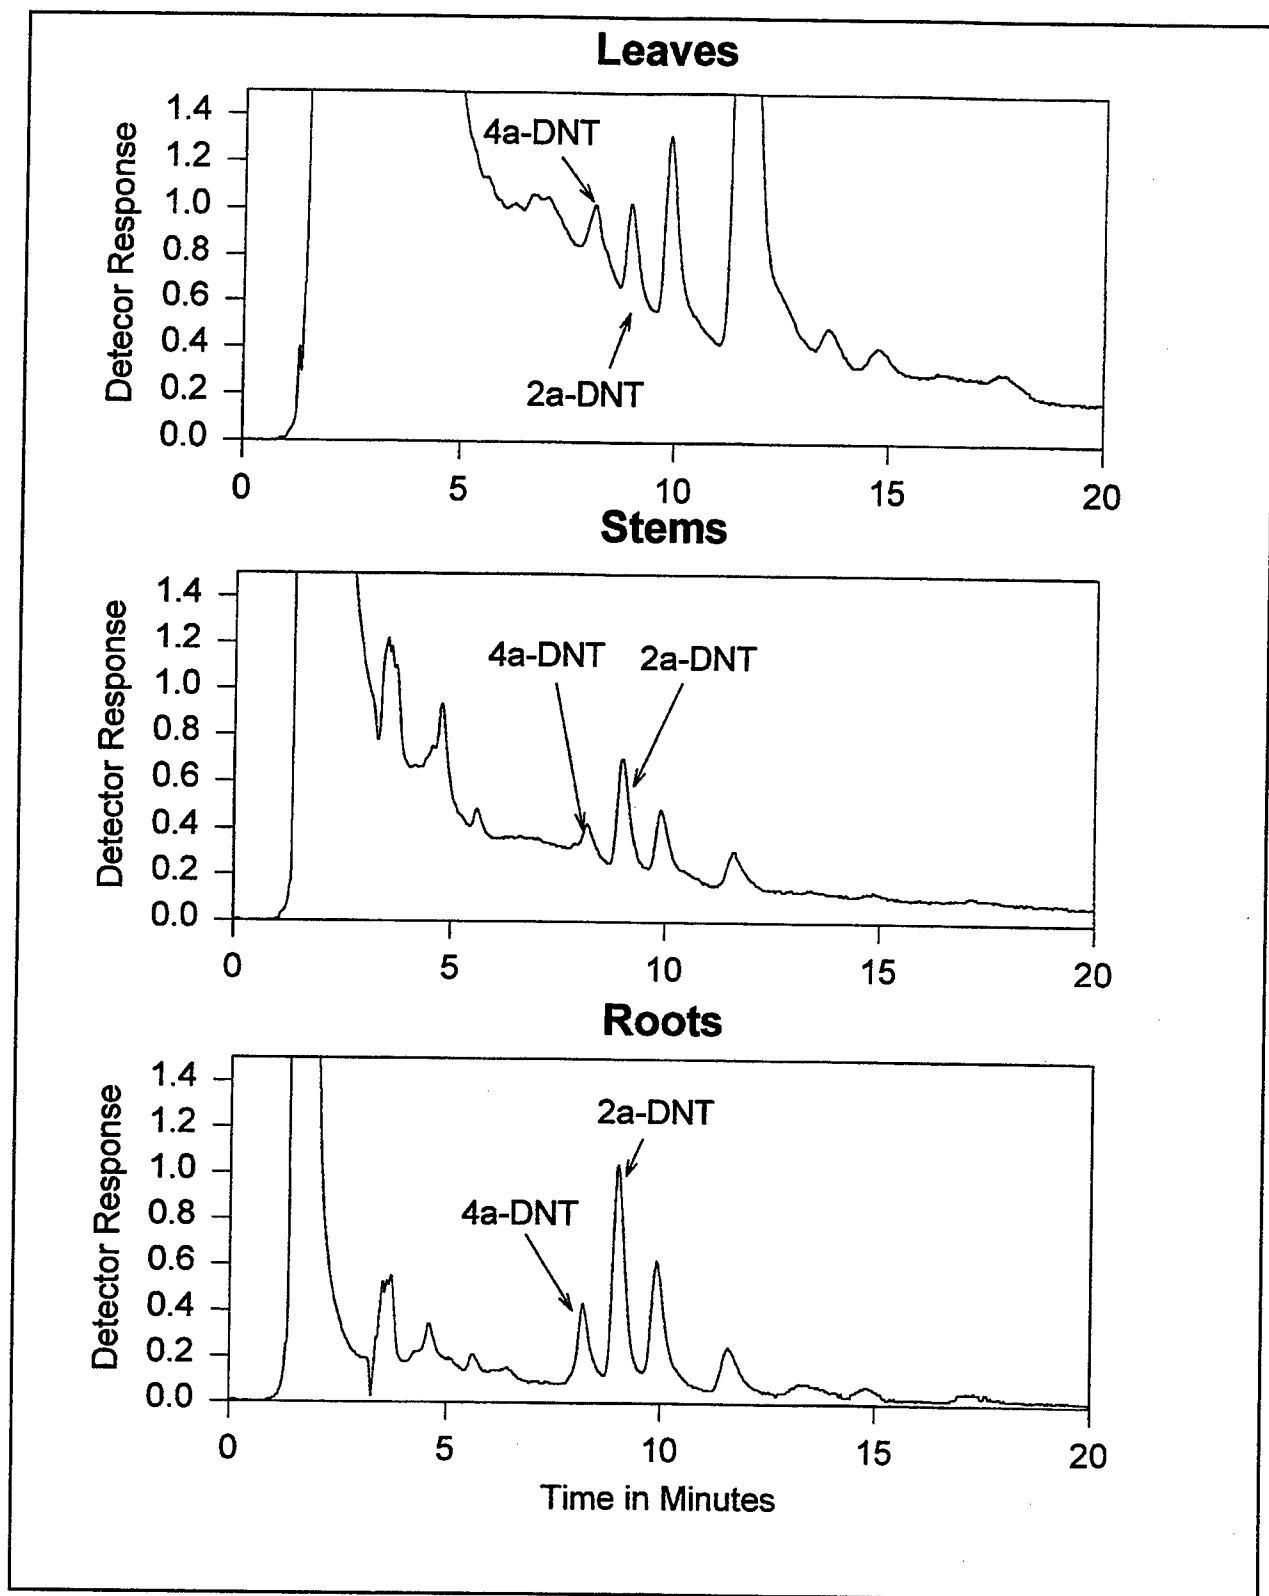 Leaves
1.4
1.2
1.0
0.8
0.6
0.4
0.2
0.0
Detecor Response
4a-DNT
2a-DNT
0 5 10 15 20
Stems
1.4
1.2
1.0
0.8
0.6
0.4
0.2
0.0
Detector Response
4a-DNT 2a-DNT
0 5 10 15 20
Roots
1.4
1.2
1.0
0.8
0.6
0.4
0.2
0.0
Detector Response
2a-DNT
4a-DNT
0 5 10 15 20
Time in Minutes